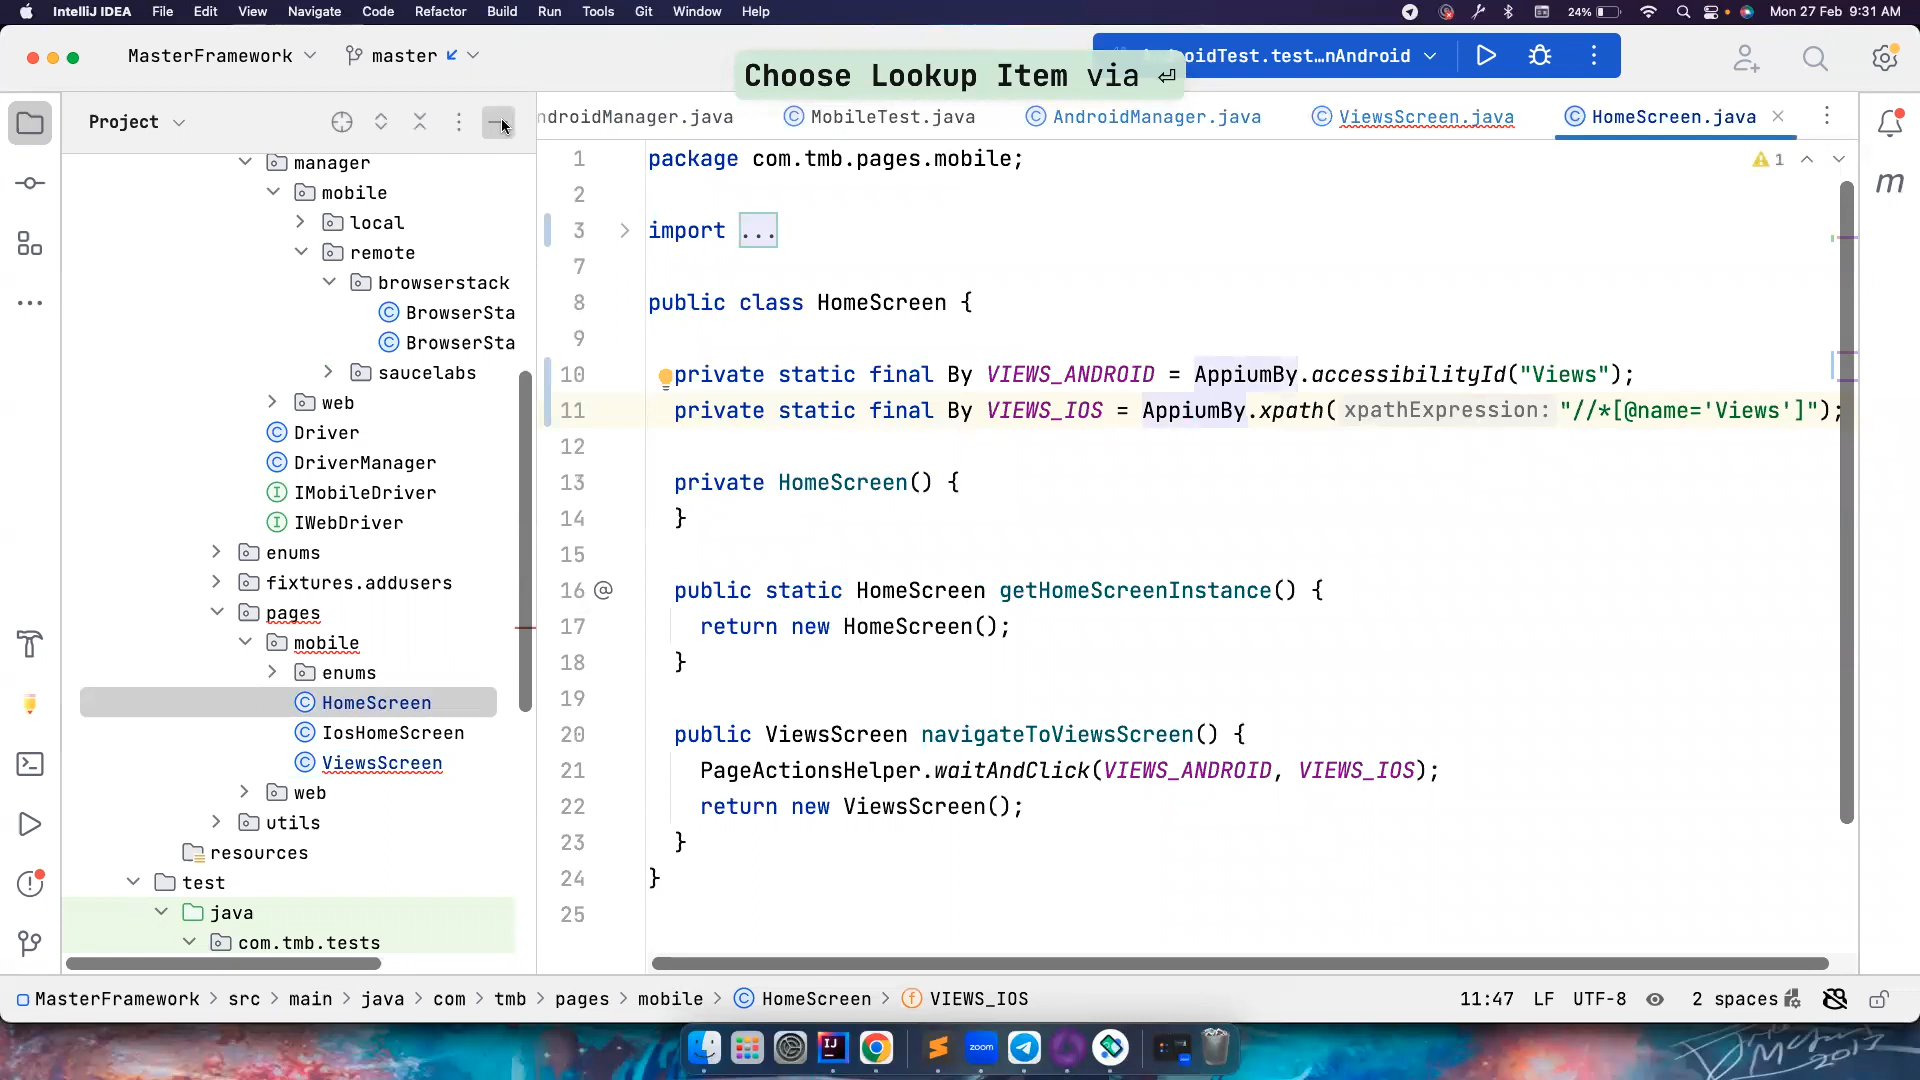 IntelliJ IDEA File Edit View Navigate Code Refactor Build Run Tools Git Window Help 24% Mon 27 Feb 9:31 AM
MasterFramework master oidTest.test…nAndroid
Choose Lookup Item via ⏎
Project
ndroidManager.java MobileTest.java AndroidManager.java ViewsScreen.java HomeScreen.java
manager
mobile
local
remote
browserstack
BrowserSta
BrowserSta
saucelabs
web
Driver
DriverManager
IMobileDriver
IWebDriver
enums
fixtures.addusers
pages
mobile
enums
HomeScreen
IosHomeScreen
ViewsScreen
web
utils
resources
test
java
com.tmb.tests
1 package com.tmb.pages.mobile; 1
2
3 import ...
7
8 public class HomeScreen {
9
10 private static final By VIEWS_ANDROID = AppiumBy.accessibilityId("Views");
11 private static final By VIEWS_IOS = AppiumBy.xpath( xpathExpression: "//*[@name='Views']");
12
13 private HomeScreen() {
14 }
15
16 @ public static HomeScreen getHomeScreenInstance() {
17 return new HomeScreen();
18 }
19
20 public ViewsScreen navigateToViewsScreen() {
21 PageActionsHelper.waitAndClick(VIEWS_ANDROID, VIEWS_IOS);
22 return new ViewsScreen();
23 }
24 }
25
MasterFramework > src > main > java > com > tmb > pages > mobile > HomeScreen > VIEWS_IOS 11:47 LF UTF-8 2 spaces
zoom
2017